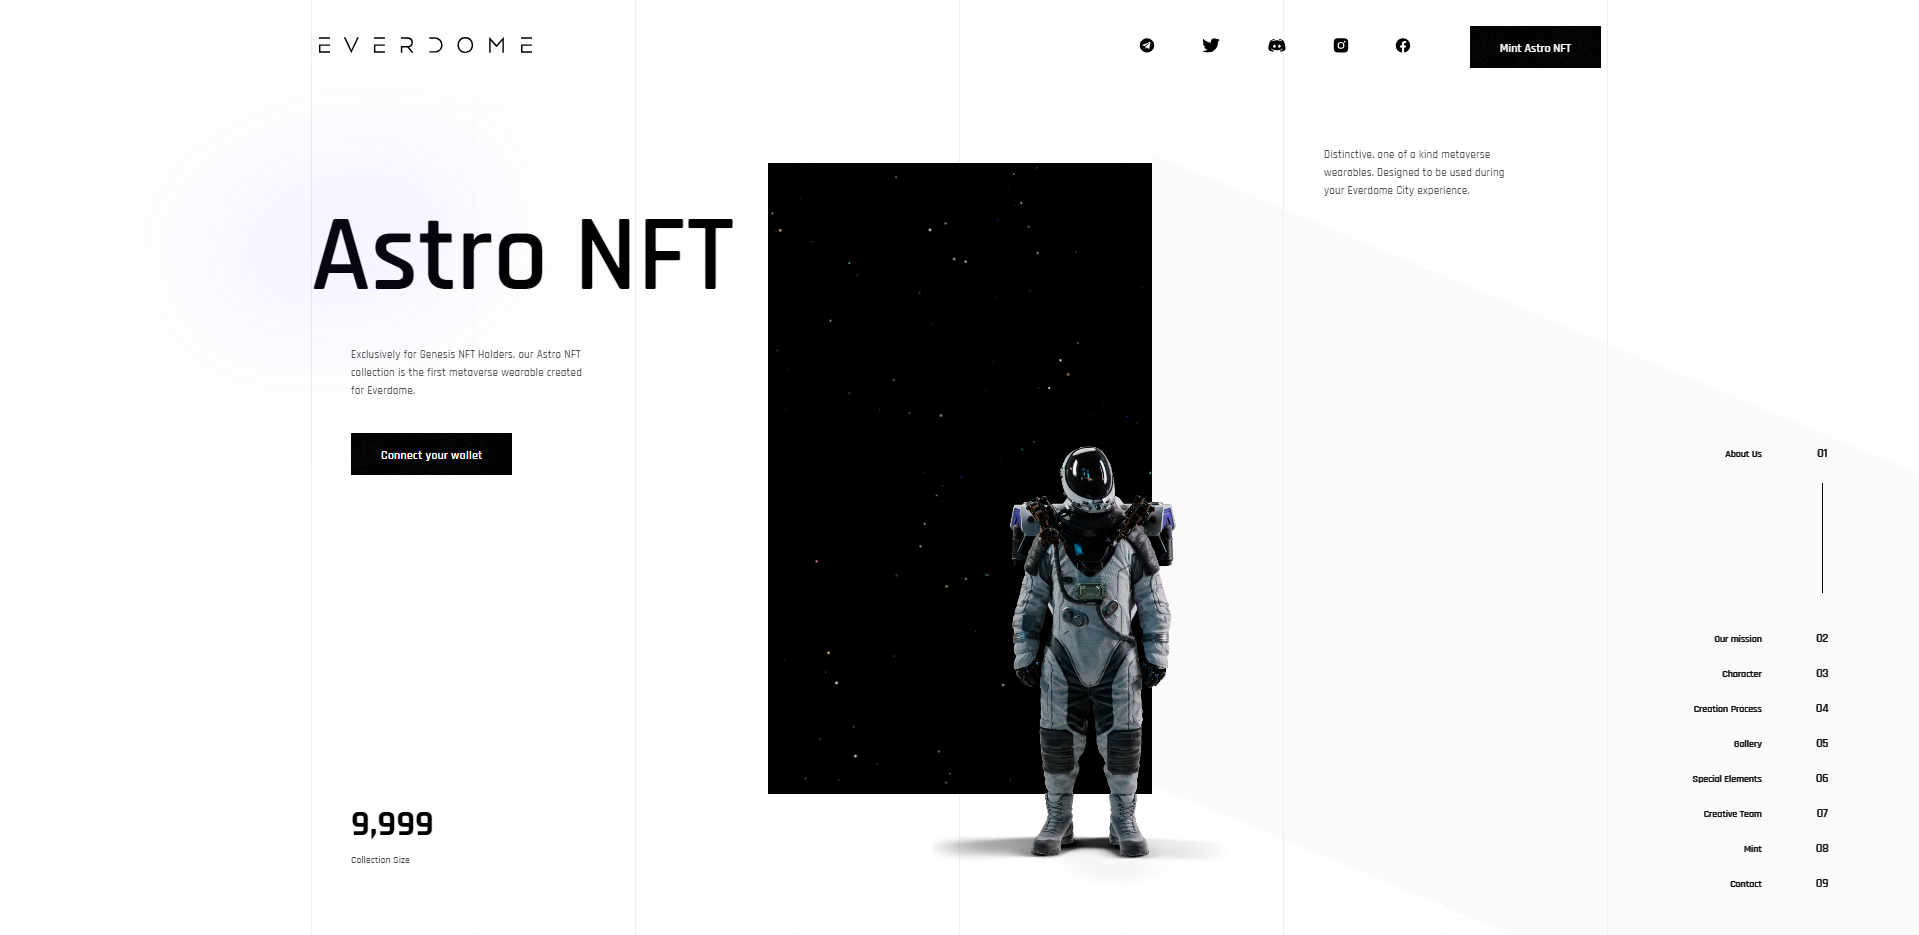 EVERDOME
Mint Astro NFT
Distinctive, one of a kind metaverse
wearables. Designed to be used during
your Everdome City experience.
Astro NFT
Exclusively for Genesis NFT Holders, our Astro NFT
collection is the first metaverse wearable created
for Everdome.
Connect your wallet
9,999
Collection Size
About Us 01
Our mission 02
Character 03
Creation Process 04
Gallery 05
Special Elements 06
Creative Team 07
Mint 08
Contact 09